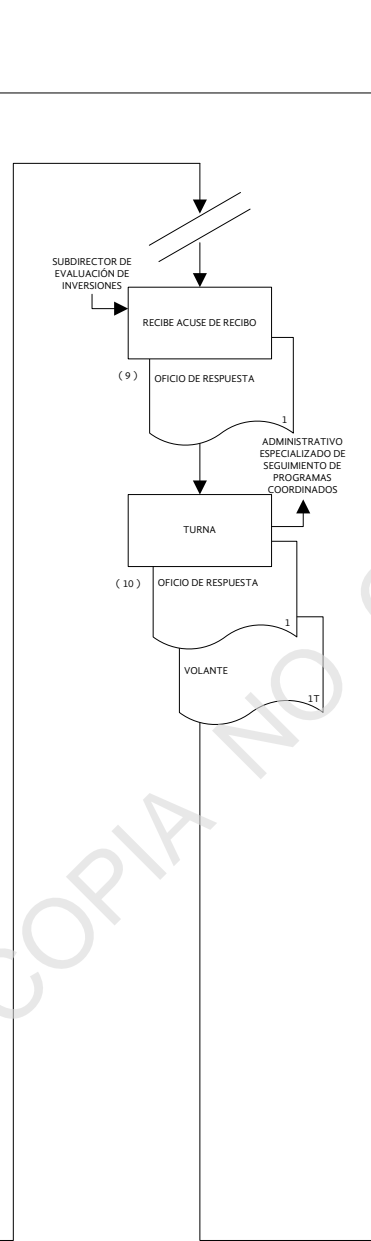 SUBDIRECTOR DE
EVALUACIÓN DE
INVERSIONES
RECIBE ACUSE DE RECIBO
( 9 )
OFICIO DE RESPUESTA
1
ADMINISTRATIVO
ESPECIALIZADO DE
SEGUIMIENTO DE
PROGRAMAS
COORDINADOS
TURNA
( 10 )
OFICIO DE RESPUESTA
1
VOLANTE
1T
COPIA NO